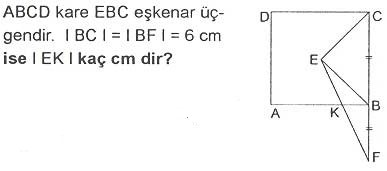 ABCD kare EBC eşkenar üç-
gendir. I BC I = I BF I = 6 cm
ise I EK I kaç cm dir?
D
C
E
A
K
B
F